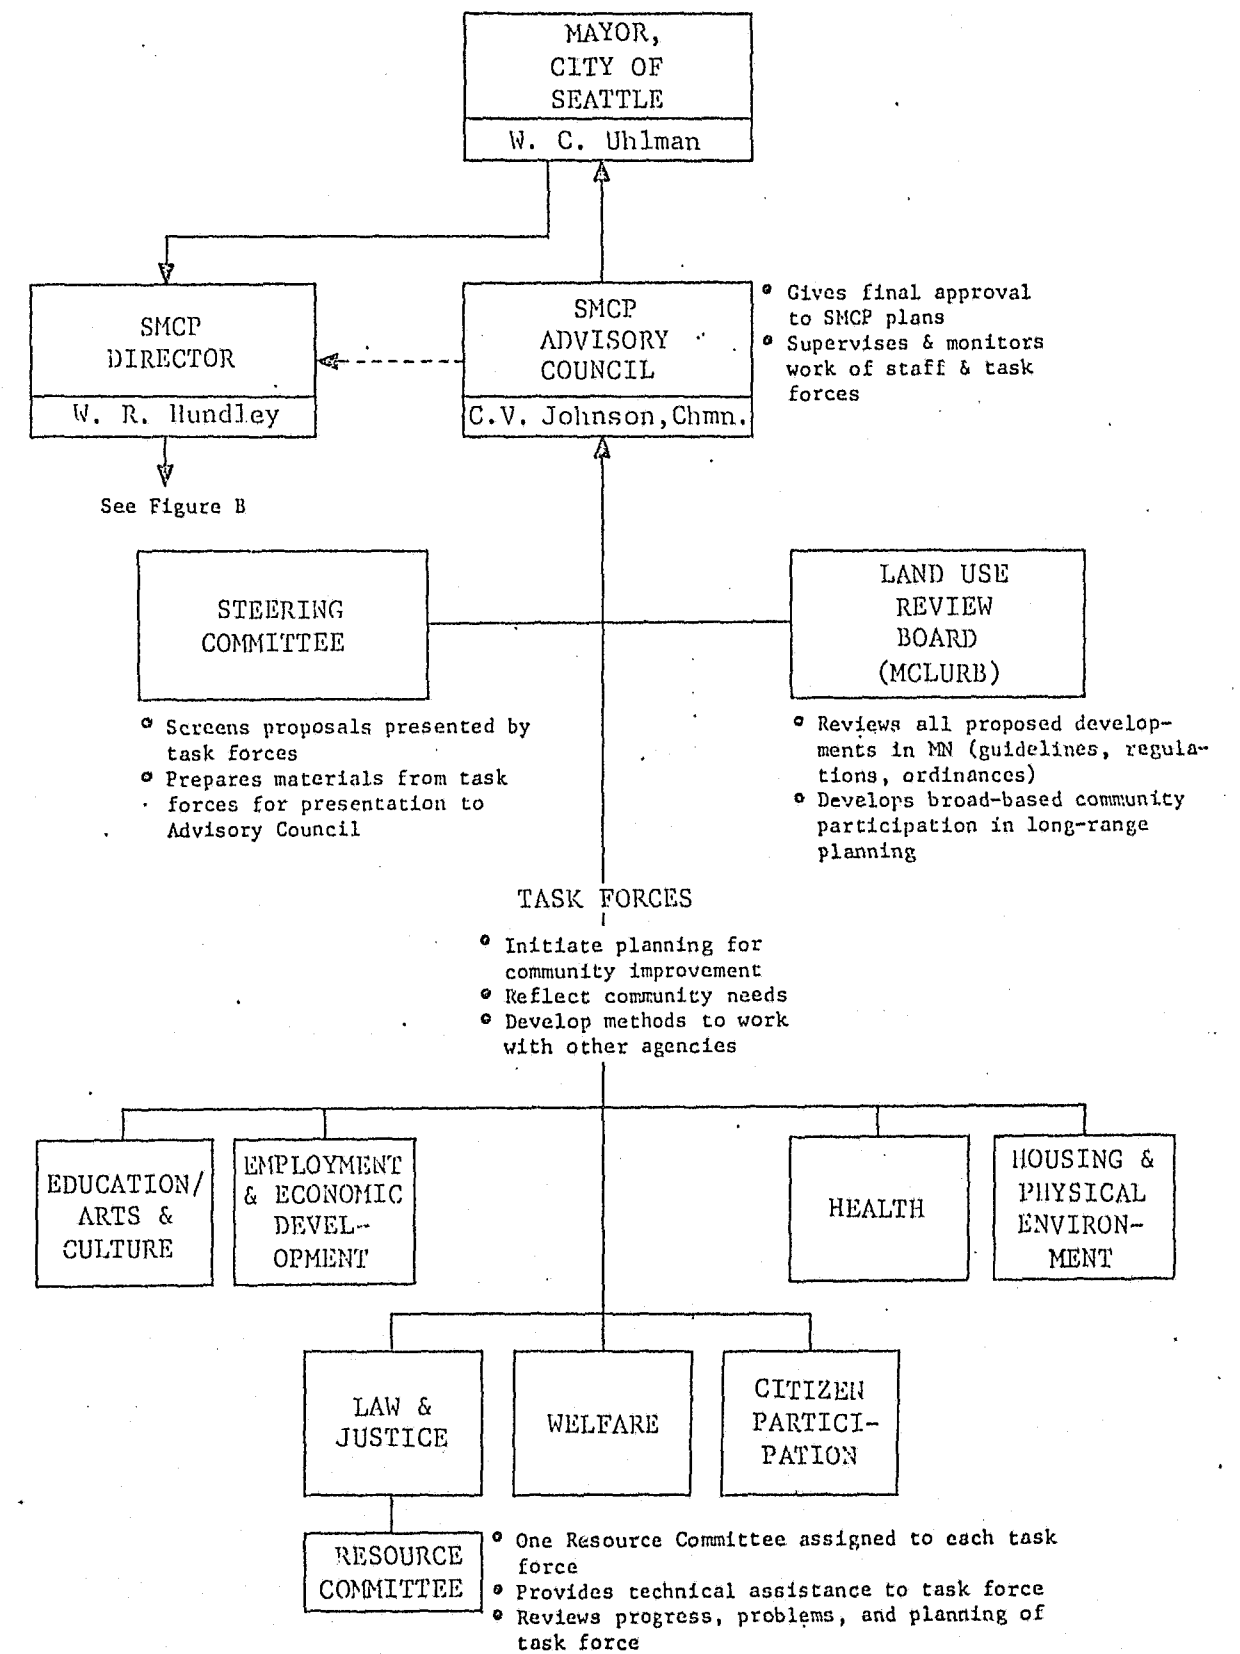 MAYOR,
CITY OF
SEATTLE
W. C. Uhlman
SMCP
DIRECTOR
W. R. Hundley
See Figure B
SMCP
ADVISORY
COUNCIL
C.V. Johnson,Chmn.
• Gives final approval
to SMCP plans
• Supervises & monitors
work of staff & task
forces
STEERING
COMMITTEE
• Screens proposals presented by
task forces
• Prepares materials from task
forces for presentation to
Advisory Council
LAND USE
REVIEW
BOARD
(MCLURB)
• Reviews all proposed develop-
ments in MN (guidelines, regula-
tions, ordinances)
• Develops broad-based community
participation in long-range
planning
TASK FORCES
• Initiate planning for
community improvement
• Reflect community needs
• Develop methods to work
with other agencies
EDUCATION/
ARTS &
CULTURE
EMPLOYMENT
& ECONOMIC
DEVEL-
OPMENT
HEALTH
HOUSING &
PHYSICAL
ENVIRON-
MENT
LAW &
JUSTICE
WELFARE
CITIZEN
PARTICI-
PATION
RESOURCE
COMMITTEE
• One Resource Committee assigned to each task
force
• Provides technical assistance to task force
• Reviews progress, problems, and planning of
task force